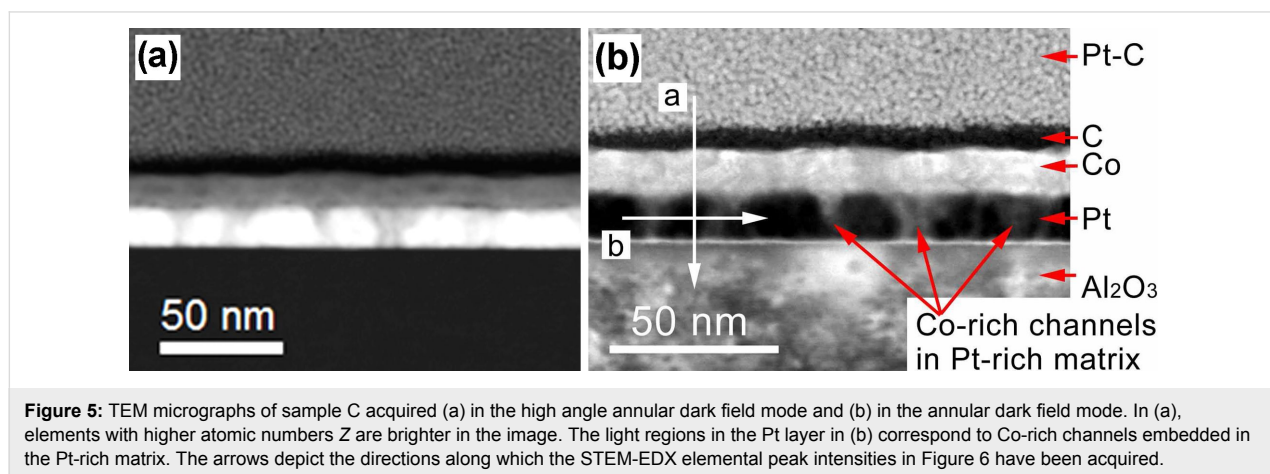 (a)
50 nm
(b)
a
b
50 nm
Pt-C
C
Co
Pt
Al₂O₃
Co-rich channels
in Pt-rich matrix
Figure 5: TEM micrographs of sample C acquired (a) in the high angle annular dark field mode and (b) in the annular dark field mode. In (a),
elements with higher atomic numbers Z are brighter in the image. The light regions in the Pt layer in (b) correspond to Co-rich channels embedded in
the Pt-rich matrix. The arrows depict the directions along which the STEM-EDX elemental peak intensities in Figure 6 have been acquired.